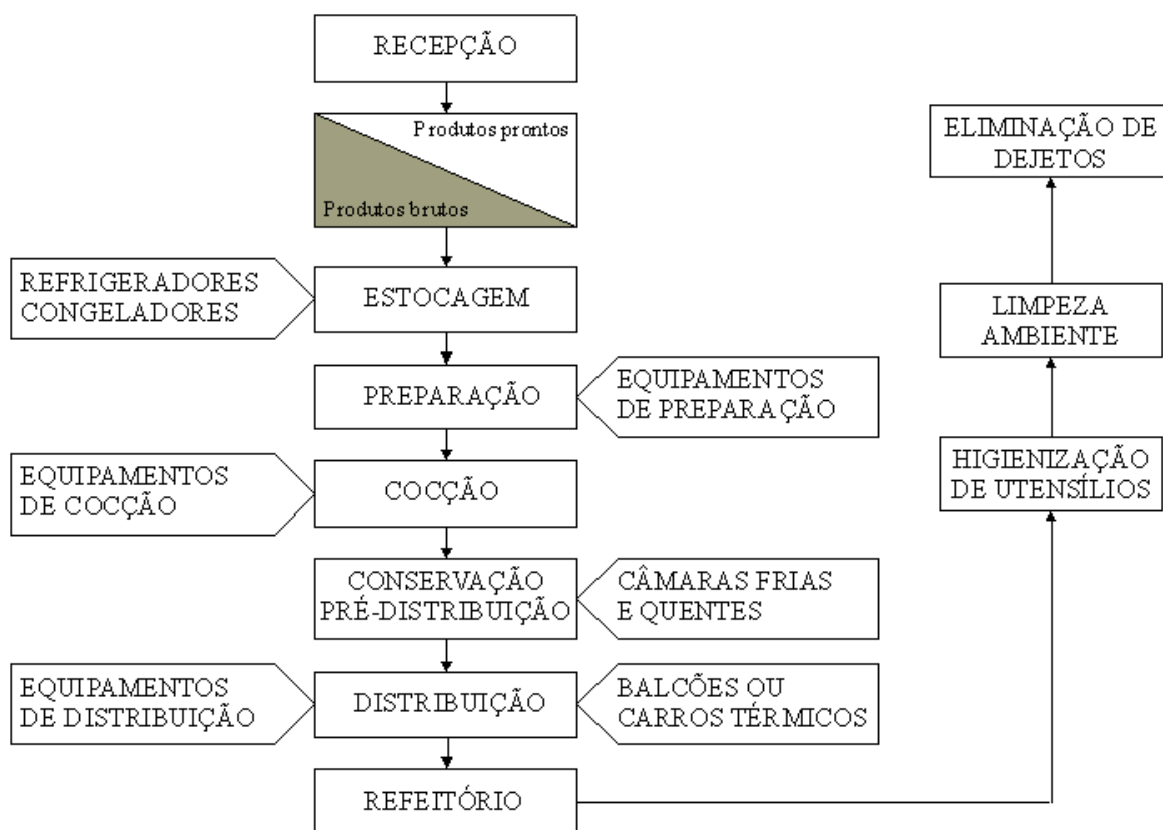 RECEPÇÃO
Produtos prontos
Produtos brutos
REFRIGERADORES
CONGELADORES
ESTOCAGEM
PREPARAÇÃO
EQUIPAMENTOS
DE PREPARAÇÃO
EQUIPAMENTOS
DE COCÇÃO
COCÇÃO
CONSERVAÇÃO
PRÉ-DISTRIBUIÇÃO
CÂMARAS FRIAS
E QUENTES
EQUIPAMENTOS
DE DISTRIBUIÇÃO
DISTRIBUIÇÃO
BALCÕES OU
CARROS TÉRMICOS
REFEITÓRIO
HIGIENIZAÇÃO
DE UTENSÍLIOS
LIMPEZA
AMBIENTE
ELIMINAÇÃO DE
DEJETOS